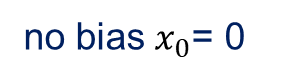 no bias x₀= 0